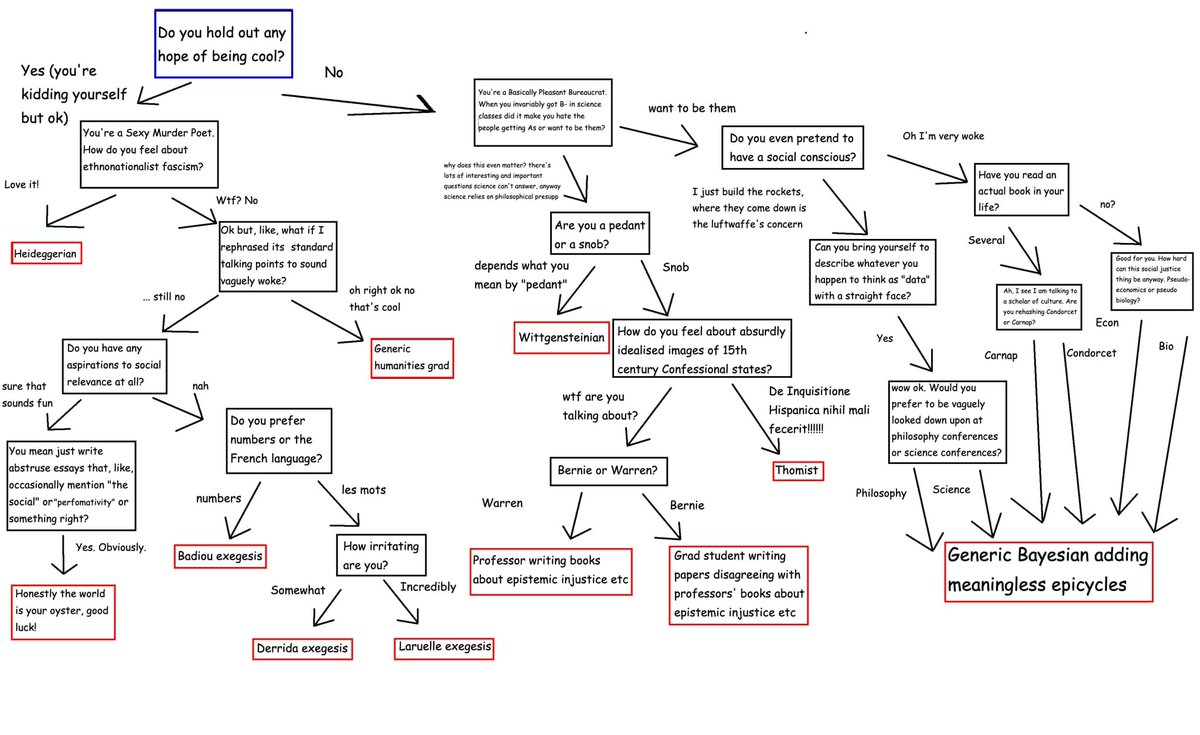 Do you hold out any
hope of being cool?
Yes (you're
kidding yourself
but ok)
No
You're a Sexy Murder Poet.
How do you feel about
ethnonationalist fascism?
Love it!
Heideggerian
Wtf? No
Ok but, like, what if I
rephrased its standard
talking points to sound
vaguely woke?
... still no
oh right ok no
that's cool
Generic
humanities grad
Do you have any
aspirations to social
relevance at all?
sure that
sounds fun
nah
You mean just write
abstruse essays that, like,
occasionally mention "the
social" or"perfomativity" or
something right?
Yes. Obviously.
Honestly the world
is your oyster, good
luck!
Do you prefer
numbers or the
French language?
numbers
les mots
Badiou exegesis
How irritating
are you?
Somewhat
Incredibly
Derrida exegesis
Laruelle exegesis
You're a Basically Pleasant Bureaucrat.
When you invariably got B- in science
classes did it make you hate the
people getting As or want to be them?
want to be them
why does this even matter? there's
lots of interesting and important
questions science can't answer, anyway
science relies on philosophical presupp
Are you a pedant
or a snob?
depends what you
mean by "pedant"
Snob
Wittgensteinian
How do you feel about absurdly
idealised images of 15th
century Confessional states?
wtf are you
talking about?
De Inquisitione
Hispanica nihil mali
fecerit!!!!!!
Thomist
Bernie or Warren?
Warren
Bernie
Professor writing books
about epistemic injustice etc
Grad student writing
papers disagreeing with
professors' books about
epistemic injustice etc
Do you even pretend to
have a social conscious?
Oh I'm very woke
I just build the rockets,
where they come down is
the luftwaffe's concern
Can you bring yourself to
describe whatever you
happen to think as "data"
with a straight face?
Yes
wow ok. Would you
prefer to be vaguely
looked down upon at
philosophy conferences
or science conferences?
Philosophy
Science
Have you read an
actual book in your
life?
Several
no?
Ah, I see I am talking to
a scholar of culture. Are
you rehashing Condorcet
or Carnap?
Carnap
Condorcet
Good for you. How hard
can this social justice
thing be anyway. Pseudo-
economics or pseudo
biology?
Econ
Bio
Generic Bayesian adding
meaningless epicycles